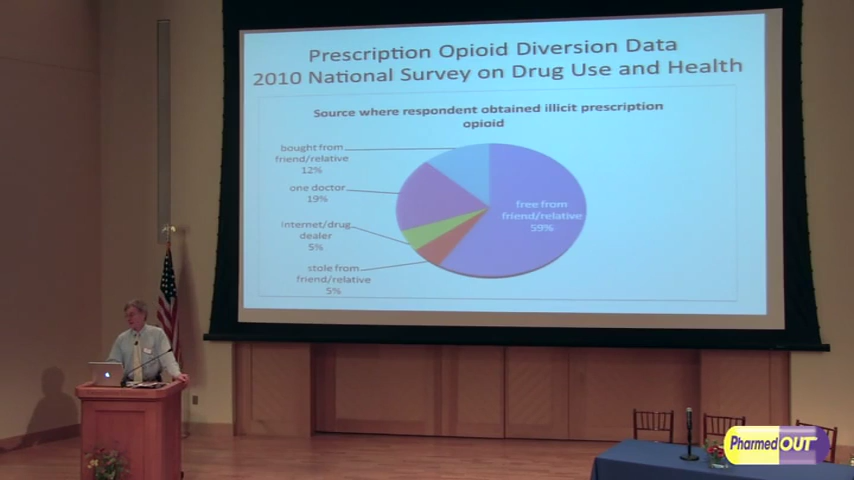 Prescription Opioid Diversion Data
2010 National Survey on Drug Use and Health
Source where respondent obtained illicit prescription
opioid
bought from
friend/relative
12%
one doctor
19%
Internet/drug
dealer
5%
stole from
friend/relative
5%
free from
friend/relative
59%
PharmedOUT